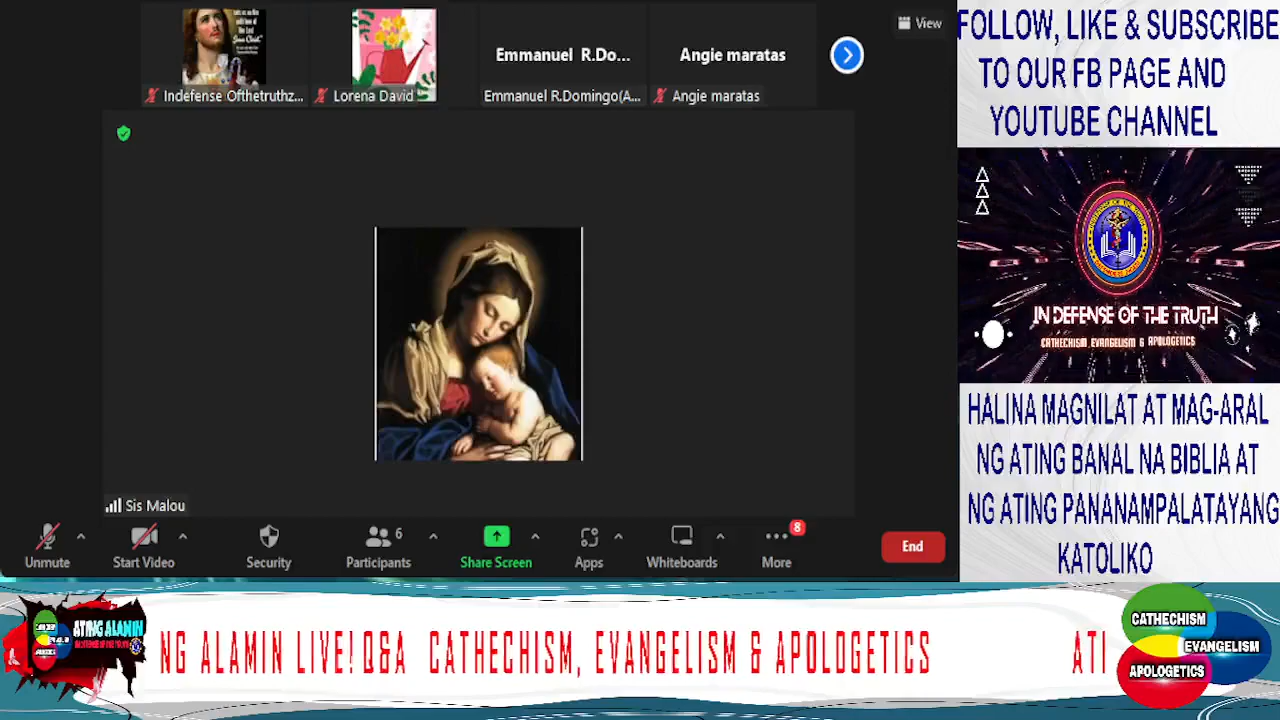 View
Emmanuel R.Do...
Angie maratas
Indefense Ofthetruthz...
Lorena David
Emmanuel R.Domingo(A...
Angie maratas
Sis Malou
Unmute
Start Video
Security
6
Participants
Share Screen
Apps
Whiteboards
8
More
End
FOLLOW, LIKE & SUBSCRIBE
TO OUR FB PAGE AND
YOUTUBE CHANNEL
IN DEFENSE OF THE TRUTH
CATHECHISM, EVANGELISM & APOLOGETICS
HALINA MAGNILAT AT MAG-ARAL
NG ATING BANAL NA BIBLIA AT
NG ATING PANANAMPALATAYANG
KATOLIKO
ATING ALAMIN
NG ALAMIN LIVE! Q&A CATHECHISM, EVANGELISM & APOLOGETICS
ATI
CATHECHISM
EVANGELISM
APOLOGETICS